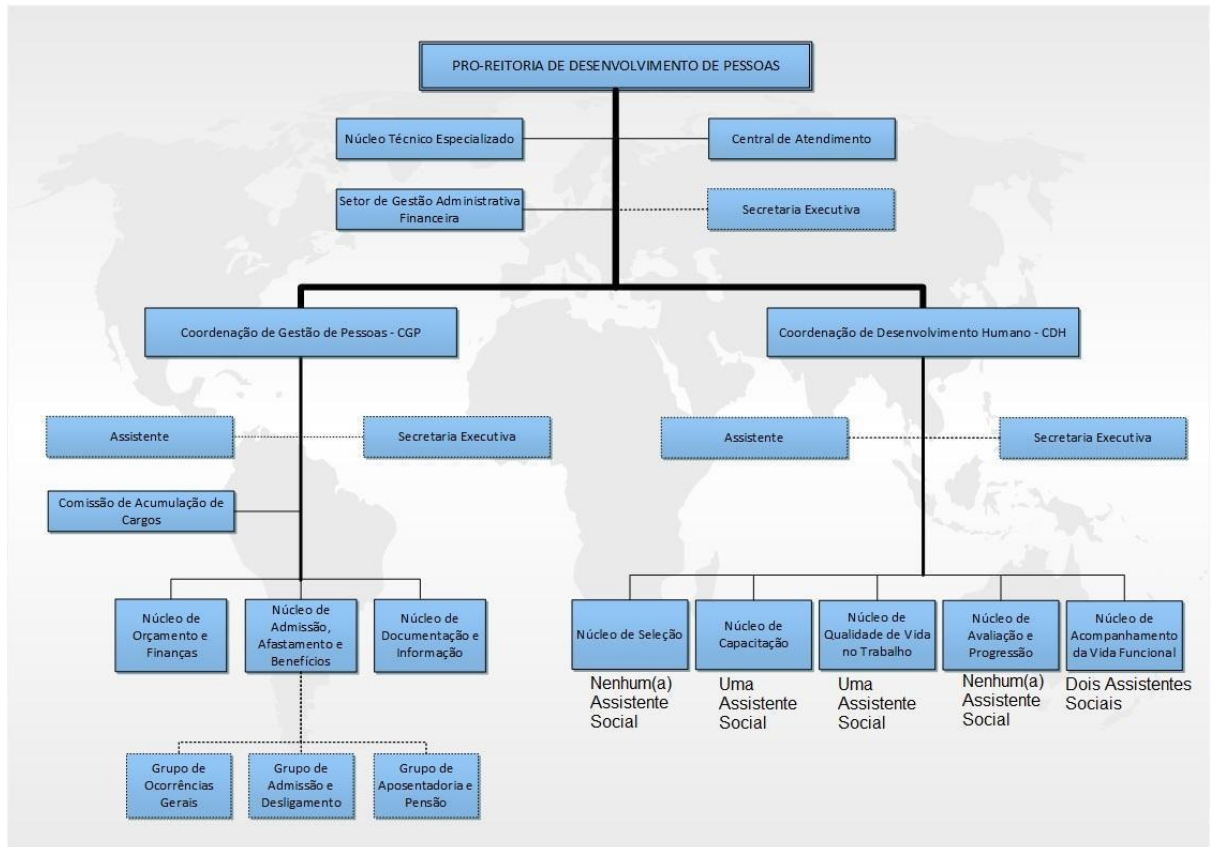 PRO-REITORIA DE DESENVOLVIMENTO DE PESSOAS
Núcleo Técnico Especializado
Central de Atendimento
Setor de Gestão Administrativa
Financeira
Secretaria Executiva
Coordenação de Gestão de Pessoas - CGP
Coordenação de Desenvolvimento Humano - CDH
Assistente
Secretaria Executiva
Assistente
Secretaria Executiva
Comissão de Acumulação de
Cargos
Núcleo de
Orçamento e
Finanças
Núcleo de
Admissão,
Afastamento e
Benefícios
Núcleo de
Documentação e
Informação
Núcleo de Seleção
Núcleo de
Capacitação
Núcleo de
Qualidade de Vida
no Trabalho
Núcleo de
Avaliação e
Progressão
Núcleo de
Acompanhamento
da Vida Funcional
Nenhum(a)
Assistente
Social
Uma
Assistente
Social
Uma
Assistente
Social
Nenhum(a)
Assistente
Social
Dois Assistentes
Sociais
Grupo de
Ocorrências
Gerais
Grupo de
Admissão e
Desligamento
Grupo de
Aposentadoria e
Pensão